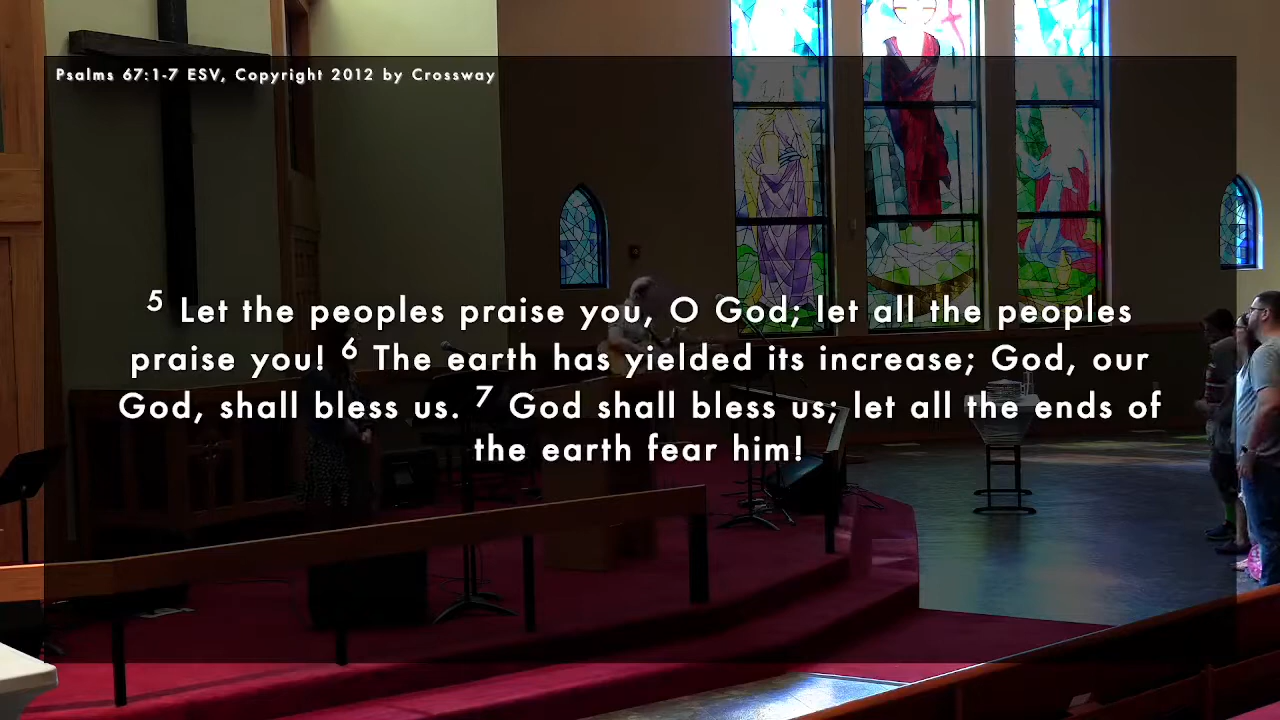 Psalms 67:1-7 ESV, Copyright 2012 by Crossway
5 Let the peoples praise you, O God; let all the peoples
praise you! 6 The earth has yielded its increase; God, our
God, shall bless us. 7 God shall bless us; let all the ends of
the earth fear him!